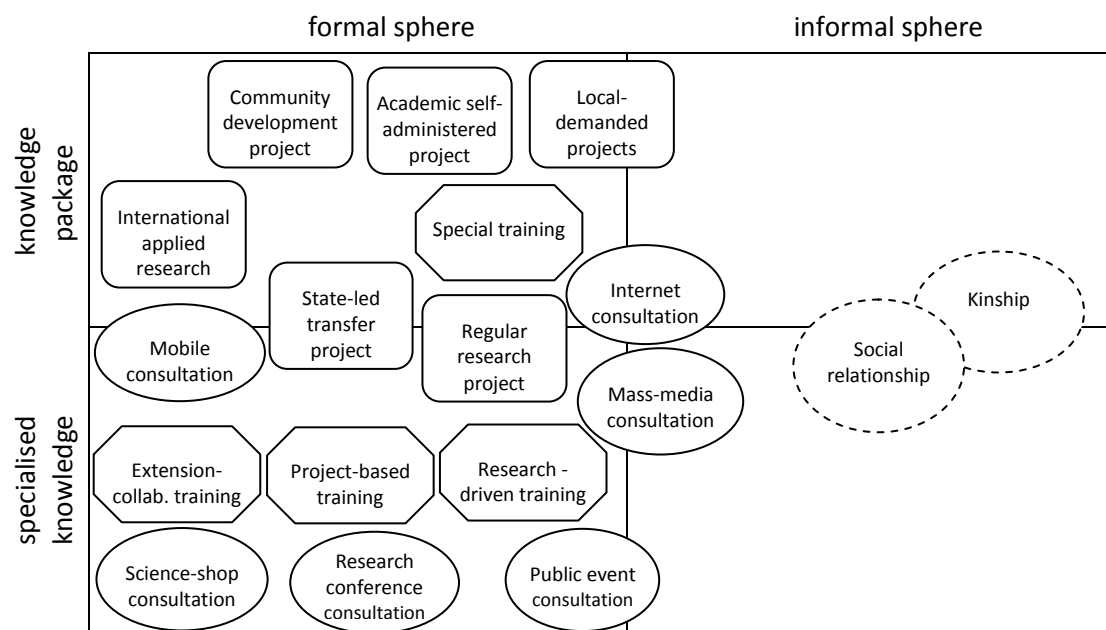 formal sphere
informal sphere
knowledge
package
Community
development
project
Academic self-
administered
project
Local-
demanded
projects
International
applied
research
Special training
State-led
transfer
project
Regular
research
project
Internet
consultation
Kinship
Social
relationship
Mobile
consultation
Mass-media
consultation
specialised
knowledge
Extension-
collab. training
Project-based
training
Research -
driven training
Science-shop
consultation
Research
conference
consultation
Public event
consultation